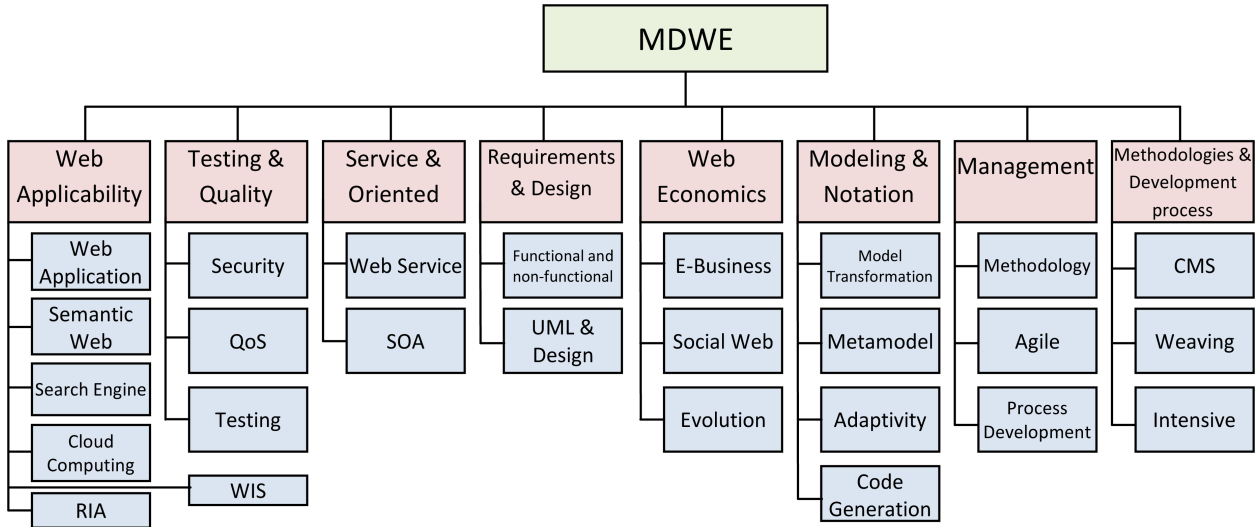 MDWE
Web
Applicability
Testing &
Quality
Service &
Oriented
Requirements
& Design
Web
Economics
Modeling &
Notation
Management
Methodologies &
Development
process
Web
Application
Semantic
Web
Search Engine
Cloud
Computing
RIA
Security
QoS
Testing
WIS
Web Service
SOA
Functional and
non-functional
UML &
Design
E-Business
Social Web
Evolution
Model
Transformation
Metamodel
Adaptivity
Code
Generation
Methodology
Agile
Process
Development
CMS
Weaving
Intensive